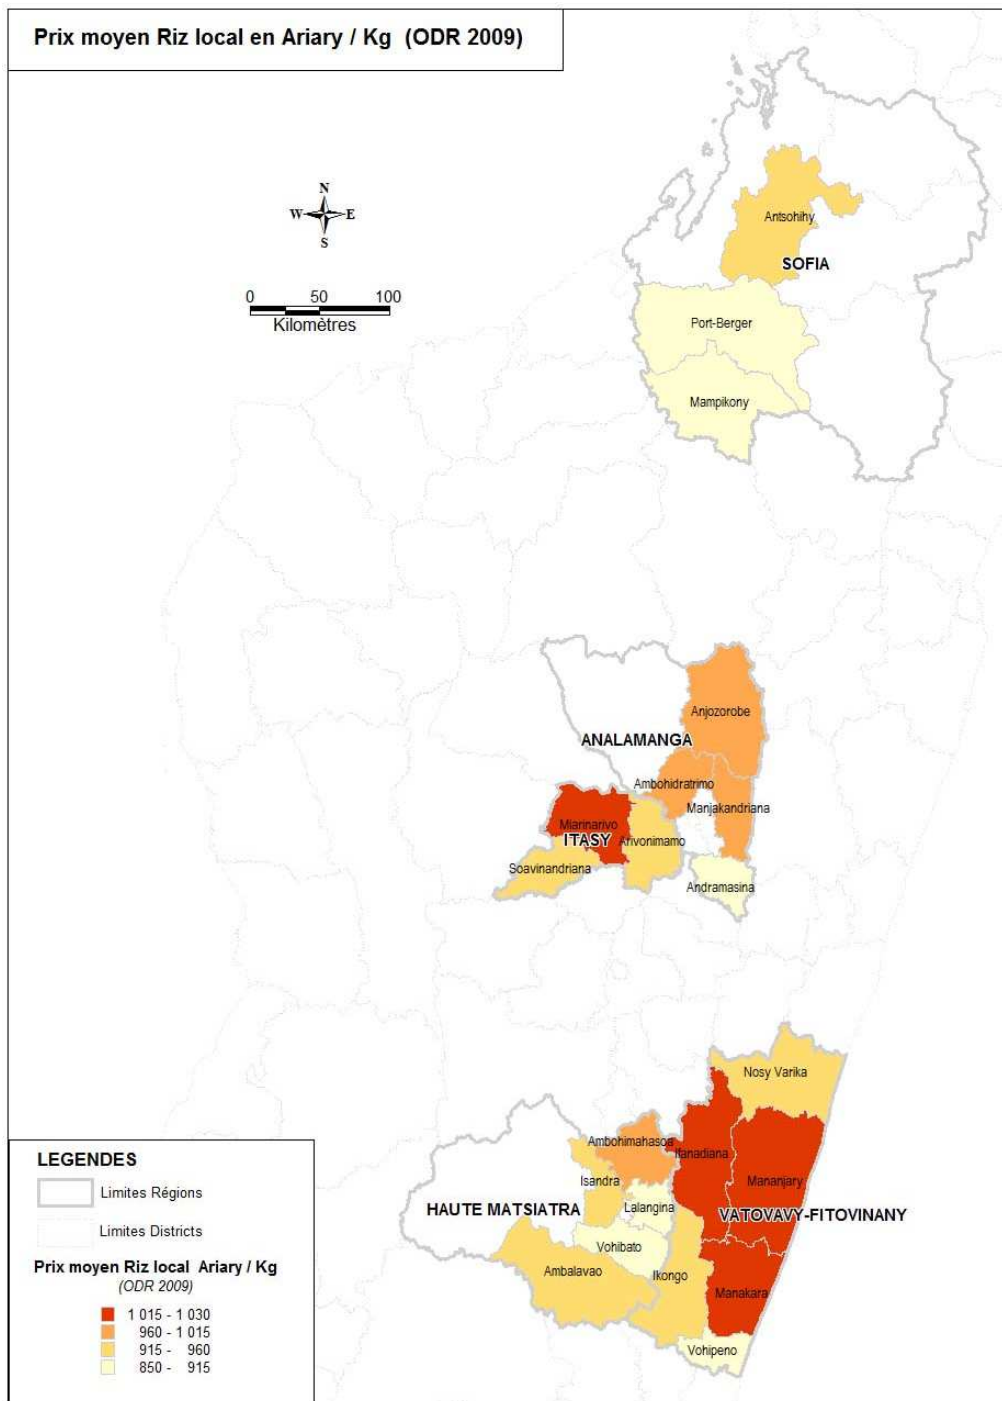 Prix moyen Riz local en Ariary / Kg (ODR 2009)
N
W E
S
0 50 100
Kilomètres
Antsohihy
SOFIA
Port-Berger
Mampikony
Anjozorobe
ANALAMANGA
Ambohidratrimo
Manjakandriana
Miarinarivo
ITASY
Arivonimamo
Soavinandriana
Andramasina
Nosy Varika
Ambohimahasoa
Ifanadiana
Isandra
Mananjary
Lalangina
HAUTE MATSIATRA
VATOVAVY-FITOVINANY
Vohibato
Ambalavao
Ikongo
Manakara
Vohipeno
LEGENDES
Limites Régions
Limites Districts
Prix moyen Riz local Ariary / Kg
(ODR 2009)
1 015 - 1 030
960 - 1 015
915 - 960
850 - 915